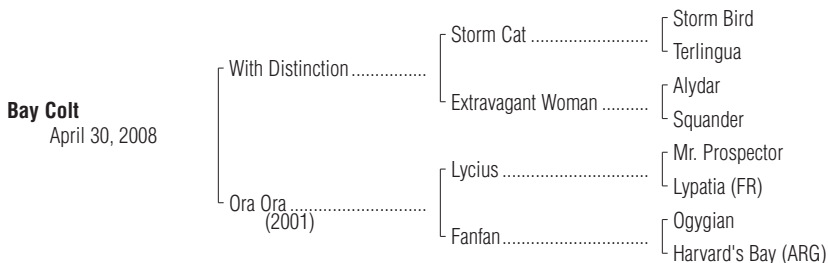 Storm Bird
Storm Cat ............................
Terlingua
With Distinction .................
Alydar
Extravagant Woman ..........
Squander
Bay Colt
April 30, 2008
Mr. Prospector
Lycius ..................................
Lypatia (FR)
Ora Ora ...............................
(2001)
Ogygian
Fanfan ..................................
Harvard's Bay (ARG)